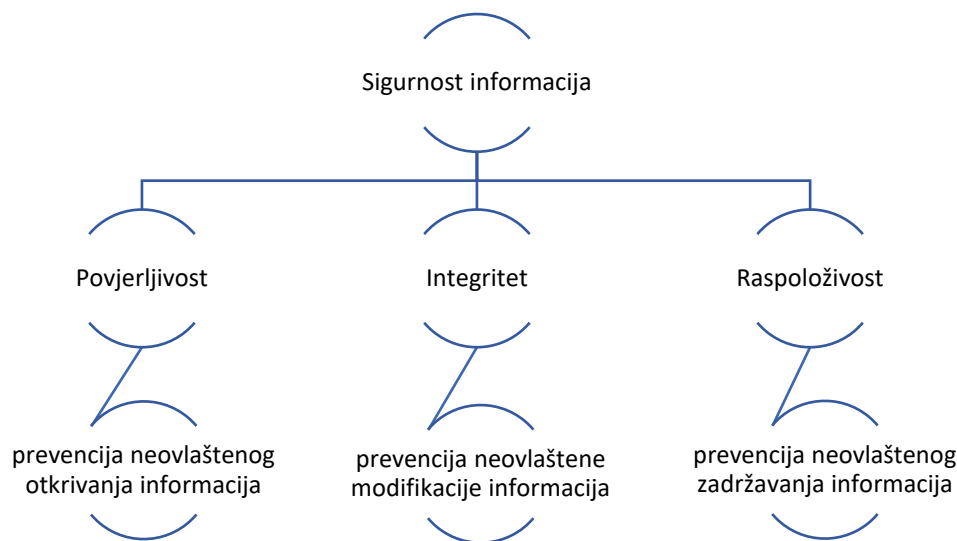 Sigurnost informacija
Povjerljivost
Integritet
Raspoloživost
prevencija neovlaštenog
otkrivanja informacija
prevencija neovlaštene
modifikacije informacija
prevencija neovlaštenog
zadržavanja informacija